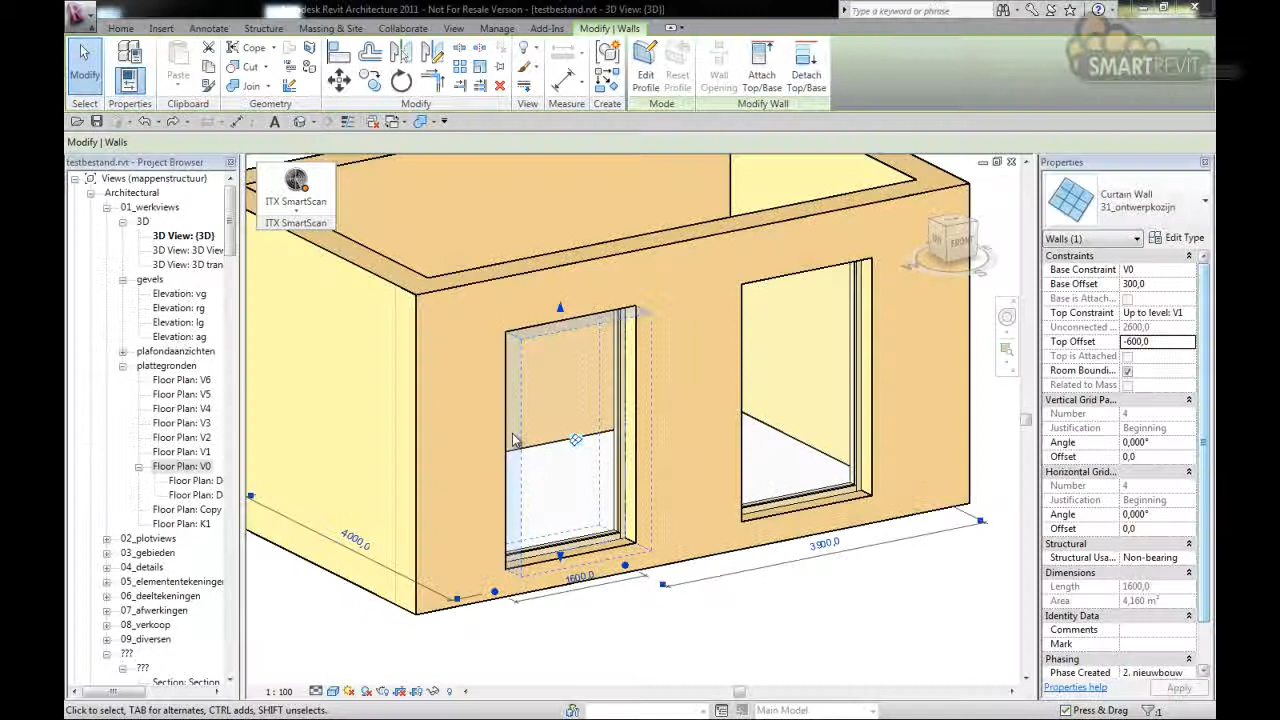 Autodesk Revit Architecture 2011 - Not For Resale Version - [testbestand.rvt - 3D View: {3D}]
Type a keyword or phrase
SMARTREVIT
Home Insert Annotate Structure Massing & Site Collaborate View Manage Add-Ins Modify | Walls
Cope
Cut
Join
Modify
Paste
Edit Profile
Reset Profile
Wall Opening
Attach Top/Base
Detach Top/Base
Select Properties Clipboard Geometry Modify View Measure Create Mode Modify Wall
Modify | Walls
testbestand.rvt - Project Browser
Views (mappenstructuur)
Architectural
01_werkviews
3D
3D View: {3D}
3D View: 3D View
3D View: 3D tran
gevels
Elevation: vg
Elevation: rg
Elevation: lg
Elevation: ag
plafondaanzichten
plattegronden
Floor Plan: V6
Floor Plan: V5
Floor Plan: V4
Floor Plan: V3
Floor Plan: V2
Floor Plan: V1
Floor Plan: V0
Floor Plan: D
Floor Plan: D
Floor Plan: Copy
Floor Plan: K1
02_plotviews
03_gebieden
04_details
05_elemententekeningen
06_deeltekeningen
07_afwerkingen
08_verkoop
09_diversen
???
???
Section: Section
ITX SmartScan
ITX SmartScan
FRONT
4000,0
1600,0
3900,0
Properties
Curtain Wall
31_ontwerpkozijn
Walls (1)
Edit Type
Constraints
Base Constraint V0
Base Offset 300,0
Base is Attach...
Top Constraint Up to level: V1
Unconnected ... 2600,0
Top Offset -600,0
Top is Attached
Room Boundi...
Related to Mass
Vertical Grid Pa...
Number 4
Justification Beginning
Angle 0,000°
Offset 0,0
Horizontal Grid...
Number 4
Justification Beginning
Angle 0,000°
Offset 0,0
Structural
Structural Usa... Non-bearing
Dimensions
Length 1600,0
Area 4,160 m²
Identity Data
Comments
Mark
Phasing
Phase Created 2. nieuwbouw
Properties help
Apply
1 : 100
Click to select, TAB for alternates, CTRL adds, SHIFT unselects.
Main Model
Press & Drag